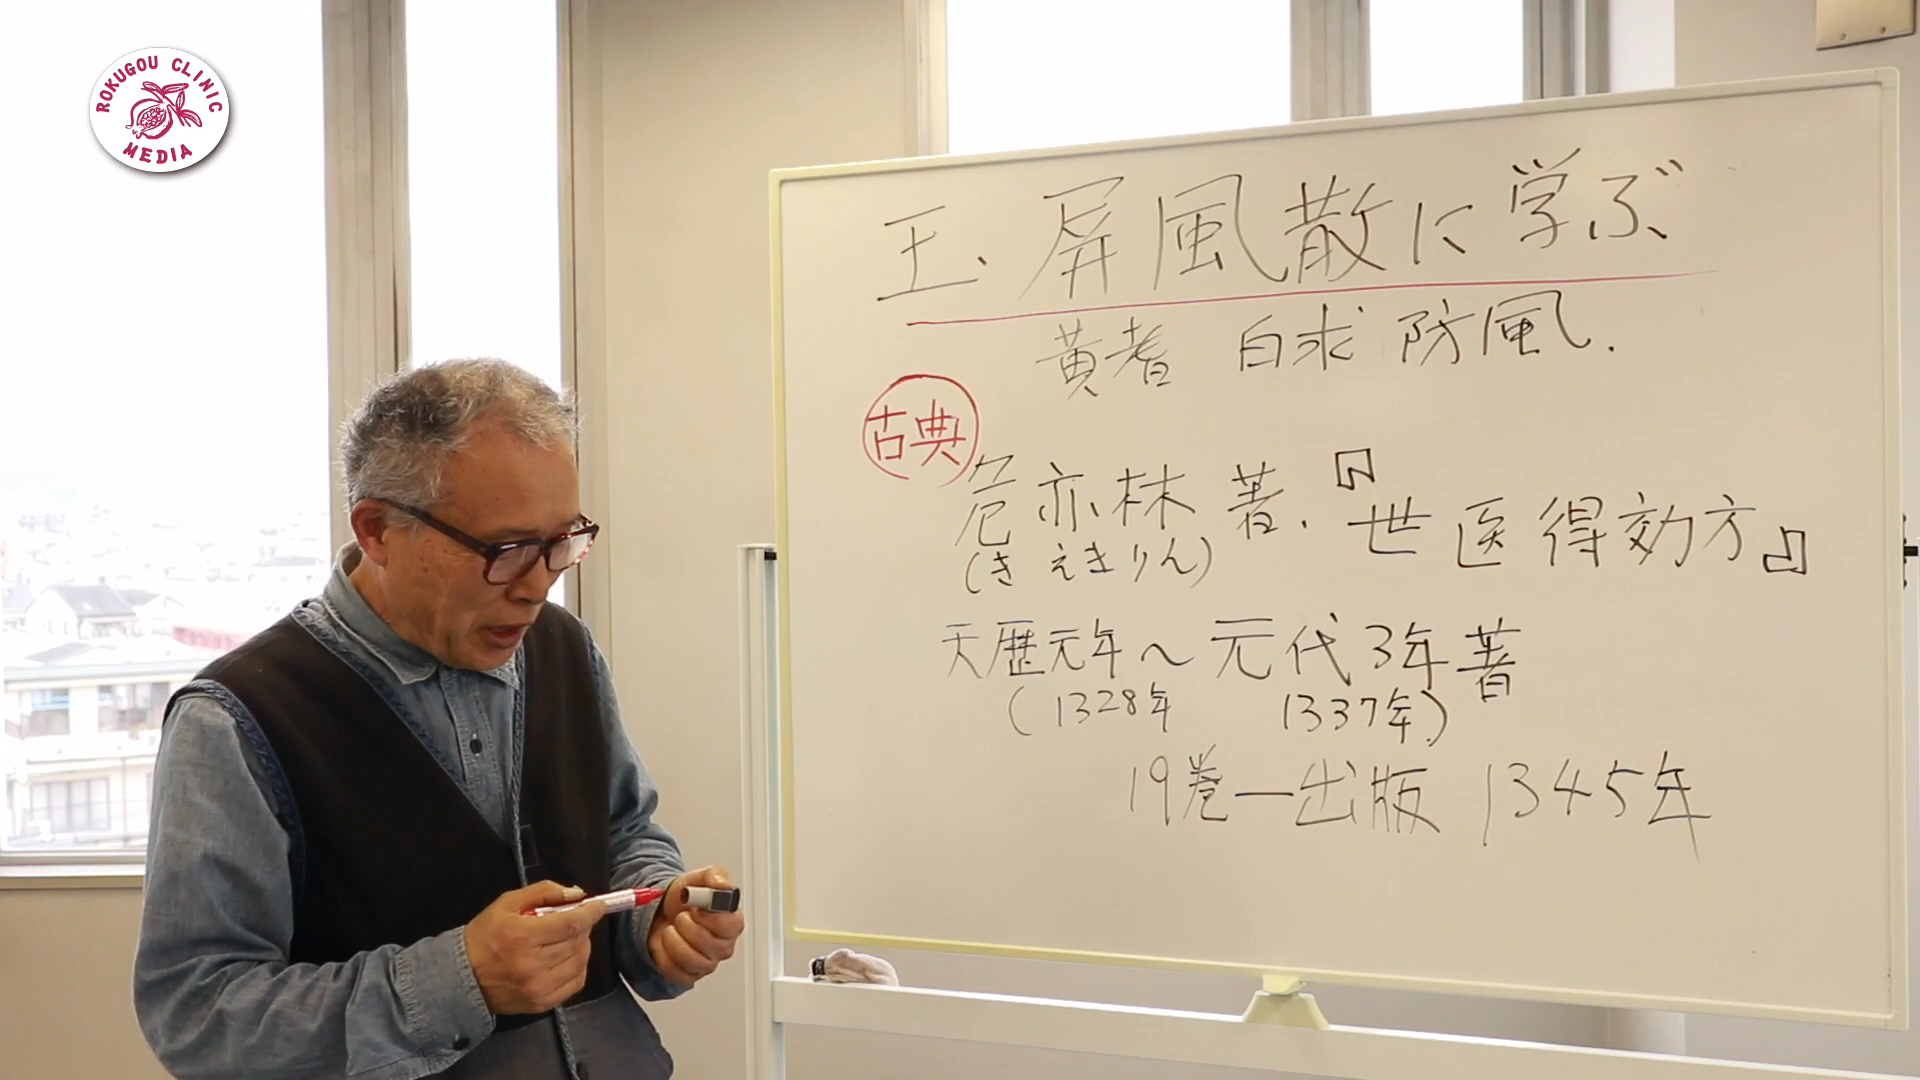 ROKUGOU CLINIC
MEDIA
玉屏風散に学ぶ
黄耆 白朮 防風.
古典
危亦林著.『世医得効方』
(きえきりん)
天歴元年〜元代3年著
(1328年 1337年)
19巻ー出版 1345年